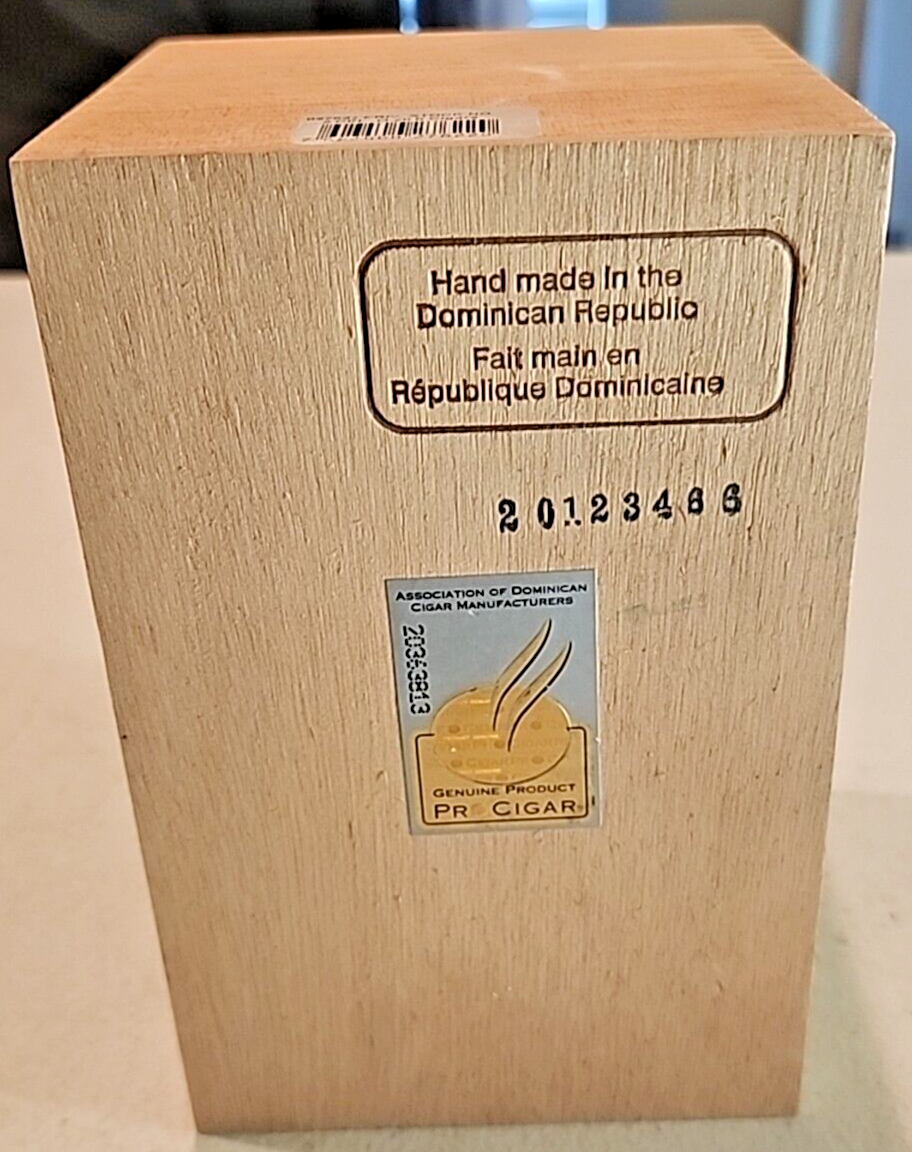 Hand made in the
Dominican Republic
Fait main en
République Dominicaine
20123466
ASSOCIATION OF DOMINICAN
CIGAR MANUFACTURERS
20363813
GENUINE PRODUCT
PROCIGAR